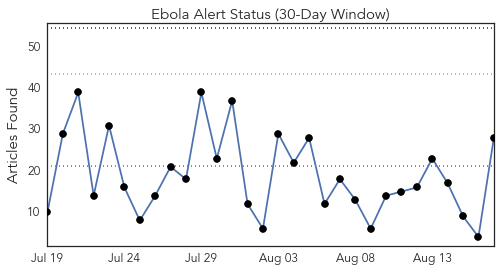 Ebola Alert Status (30-Day Window)
Articles Found
50
40
30
20
10
Jul 19 Jul 24 Jul 29 Aug 03 Aug 08 Aug 13